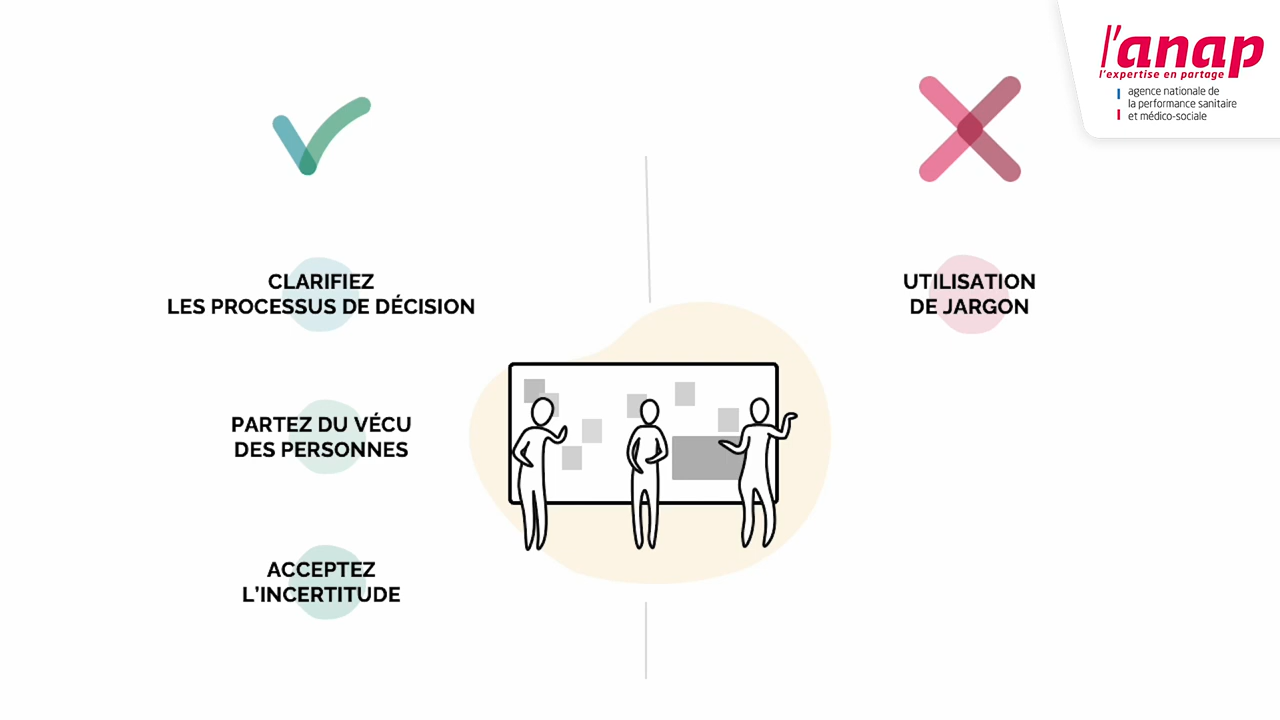 l'anap
l'expertise en partage
agence nationale de
la performance sanitaire
et médico-sociale
CLARIFIEZ
LES PROCESSUS DE DÉCISION
PARTEZ DU VÉCU
DES PERSONNES
ACCEPTEZ
L'INCERTITUDE
UTILISATION
DE JARGON